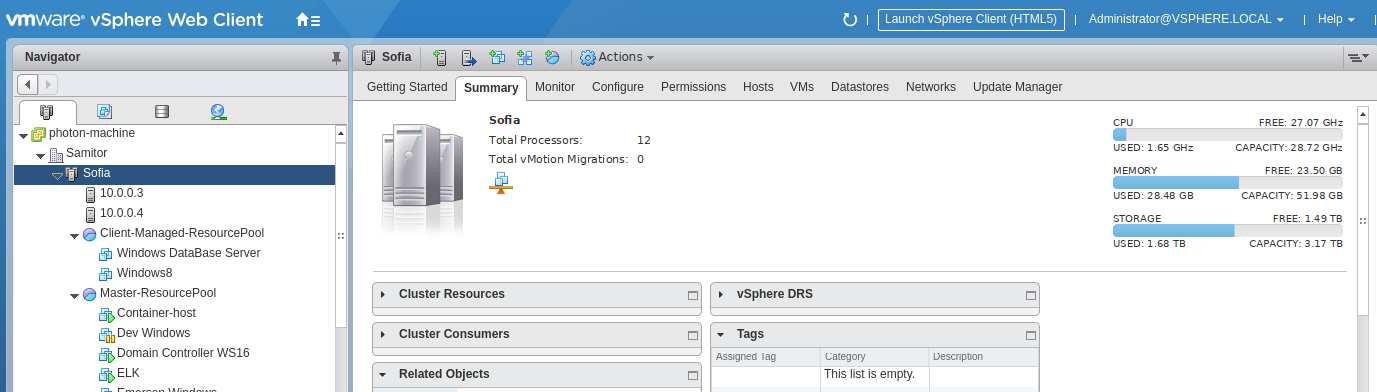 vmware® vSphere Web Client
Launch vSphere Client (HTML5)
Administrator@VSPHERE.LOCAL
Help
Navigator
photon-machine
Samitor
Sofia
10.0.0.3
10.0.0.4
Client-Managed-ResourcePool
Windows DataBase Server
Windows8
Master-ResourcePool
Container-host
Dev Windows
Domain Controller WS16
ELK
Emerson Windows
Sofia
Actions
Getting Started Summary Monitor Configure Permissions Hosts VMs Datastores Networks Update Manager
Sofia
Total Processors: 12
Total vMotion Migrations: 0
CPU FREE: 27.07 GHz
USED: 1.65 GHz CAPACITY: 28.72 GHz
MEMORY FREE: 23.50 GB
USED: 28.48 GB CAPACITY: 51.98 GB
STORAGE FREE: 1.49 TB
USED: 1.68 TB CAPACITY: 3.17 TB
Cluster Resources
Cluster Consumers
Related Objects
vSphere DRS
Tags
Assigned Tag Category Description
This list is empty.